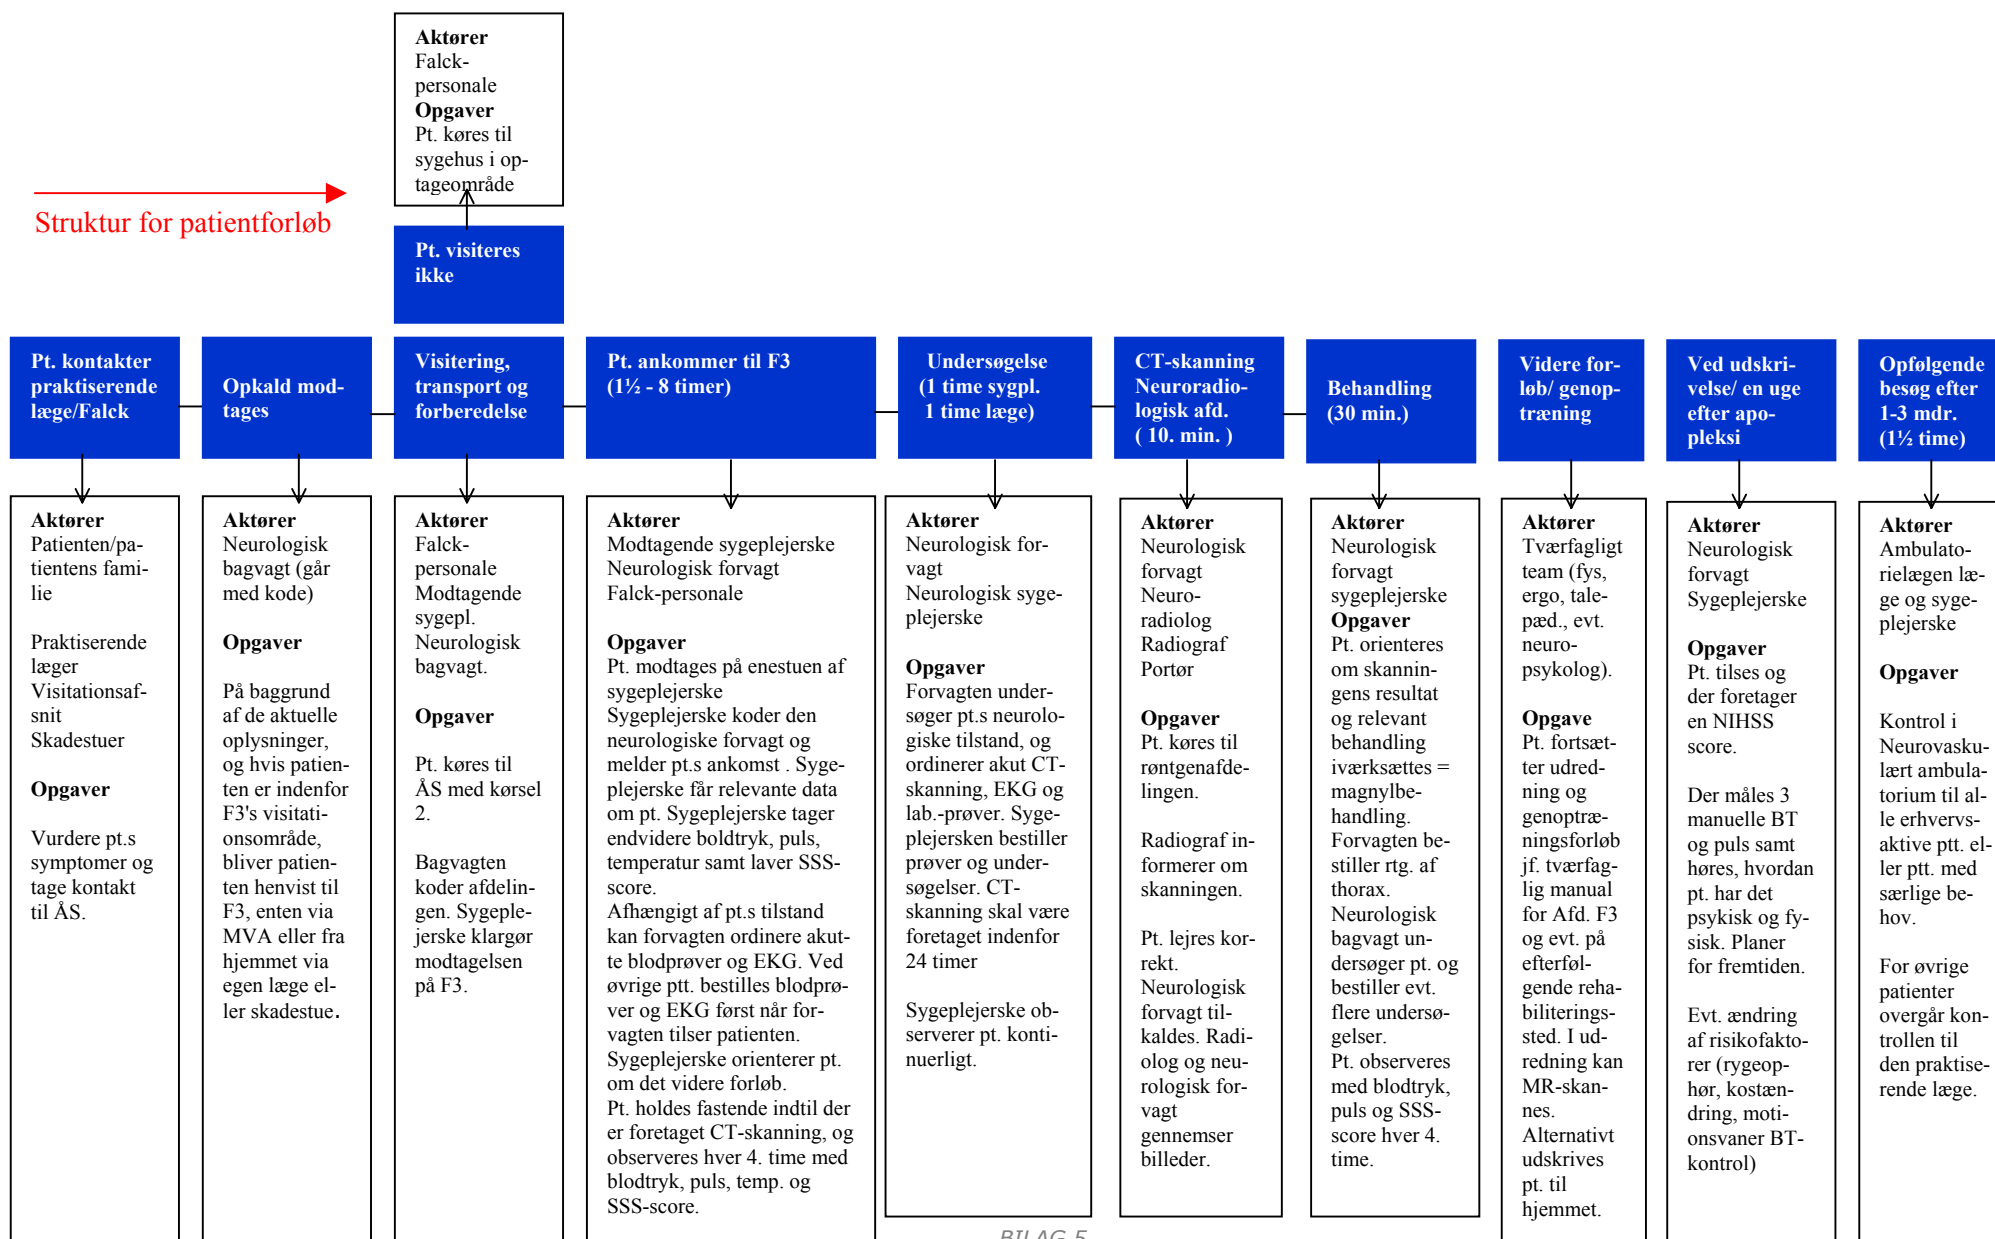 Aktører
Falck-
personale
Opgaver
Pt. køres til
sygehus i op-
tageområde
Struktur for patientforløb
Pt. visiteres
ikke
Pt. kontakter
praktiserende
læge/Falck
Opkald mod-
tages
Visitering,
transport og
forberedelse
Pt. ankommer til F3
(1½ - 8 timer)
Undersøgelse
(1 time sygpl.
1 time læge)
CT-skanning
Neuroradio-
logisk afd.
( 10. min. )
Behandling
(30 min.)
Videre for-
løb/ genop-
træning
Ved udskri-
velse/ en uge
efter apo-
pleksi
Opfølgende
besøg efter
1-3 mdr.
(1½ time)
Aktører
Patienten/pa-
tientens fami-
lie
Praktiserende
læger
Visitationsaf-
snit
Skadestuer
Opgaver
Vurdere pt.s
symptomer og
tage kontakt
til ÅS.
Aktører
Neurologisk
bagvagt (går
med kode)
Opgaver
På baggrund
af de aktuelle
oplysninger,
og hvis patien-
ten er indenfor
F3's visitati-
onsområde,
bliver patien-
ten henvist til
F3, enten via
MVA eller fra
hjemmet via
egen læge el-
ler skadestue.
Aktører
Falck-
personale
Modtagende
sygepl.
Neurologisk
bagvagt.
Opgaver
Pt. køres til
ÅS med kørsel
2.
Bagvagten
koder afdelin-
gen. Sygeple-
jerske klargør
modtagelsen
på F3.
Aktører
Modtagende sygeplejerske
Neurologisk forvagt
Falck-personale
Opgaver
Pt. modtages på enestuen af
sygeplejerske
Sygeplejerske koder den
neurologiske forvagt og
melder pt.s ankomst . Syge-
plejerske får relevante data
om pt. Sygeplejerske tager
endvidere boldtryk, puls,
temperatur samt laver SSS-
score.
Afhængigt af pt.s tilstand
kan forvagten ordinere akut-
te blodprøver og EKG. Ved
øvrige ptt. bestilles blodprø-
ver og EKG først når for-
vagten tilser patienten.
Sygeplejerske orienterer pt.
om det videre forløb.
Pt. holdes fastende indtil der
er foretaget CT-skanning, og
observeres hver 4. time med
blodtryk, puls, temp. og
SSS-score.
Aktører
Neurologisk for-
vagt
Neurologisk syge-
plejerske
Opgaver
Forvagten under-
søger pt.s neurolo-
giske tilstand, og
ordinerer akut CT-
skanning, EKG og
lab.-prøver. Syge-
plejersken bestiller
prøver og under-
søgelser. CT-
skanning skal være
foretaget indenfor
24 timer
Sygeplejerske ob-
serverer pt. konti-
nuerligt.
Aktører
Neurologisk
forvagt
Neuro-
radiolog
Radiograf
Portør
Opgaver
Pt. køres til
røntgenafde-
lingen.
Radiograf in-
formerer om
skanningen.
Pt. lejres kor-
rekt.
Neurologisk
forvagt til-
kaldes. Radi-
olog og neu-
rologisk for-
vagt
gennemser
billeder.
Aktører
Neurologisk
forvagt
sygeplejerske
Opgaver
Pt. orienteres
om skannin-
gens resultat
og relevant
behandling
iværksættes =
magnylbe-
handling.
Forvagten be-
stiller rtg. af
thorax.
Neurologisk
bagvagt un-
dersøger pt. og
bestiller evt.
flere undersø-
gelser.
Pt. observeres
med blodtryk,
puls og SSS-
score hver 4.
time.
Aktører
Tværfagligt
team (fys,
ergo, tale-
pæd., evt.
neuro-
psykolog).
Opgave
Pt. fortsæt-
ter udred-
ning og
genoptræ-
ningsforløb
jf. tværfag-
lig manual
for Afd. F3
og evt. på
efterføl-
gende reha-
biliterings-
sted. I ud-
redning kan
MR-skan-
nes.
Alternativt
udskrives
pt. til
hjemmet.
Aktører
Neurologisk
forvagt
Sygeplejerske
Opgaver
Pt. tilses og
der foretager
en NIHSS
score.
Der måles 3
manuelle BT
og puls samt
høres, hvordan
pt. har det
psykisk og fy-
sisk. Planer
for fremtiden.
Evt. ændring
af risikofakto-
rer (rygeop-
hør, kostæn-
dring, moti-
onsvaner BT-
kontrol)
Aktører
Ambulato-
rielægen læ-
ge og syge-
plejerske
Opgaver
Kontrol i
Neurovasku-
lært ambula-
torium til al-
le erhvervs-
aktive ptt. el-
ler ptt. med
særlige be-
hov.
For øvrige
patienter
overgår kon-
trollen til
den praktise-
rende læge.
BILAG 5